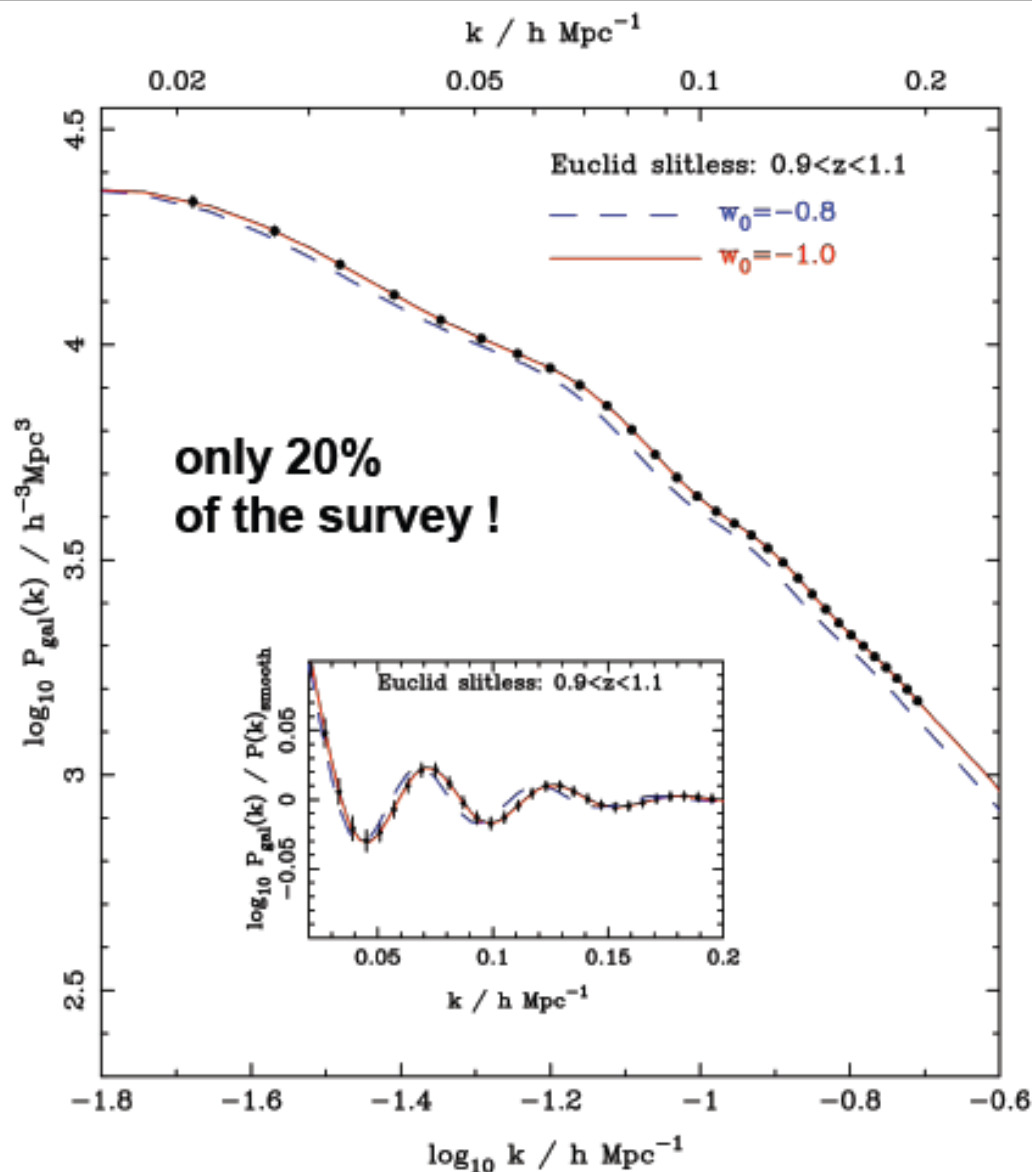 k / h Mpc⁻¹
0.02 0.05 0.1 0.2
Euclid slitless: 0.9<z<1.1
w₀=−0.8
w₀=−1.0
4.5
4
3.5
3
2.5
log₁₀ P_gal(k) / h⁻³Mpc³
only 20%
of the survey !
Euclid slitless: 0.9<z<1.1
0.05
0
−0.05
log₁₀ P_gal(k) / P(k)_smooth
0.05 0.1 0.15 0.2
k / h Mpc⁻¹
−1.8 −1.6 −1.4 −1.2 −1 −0.8 −0.6
log₁₀ k / h Mpc⁻¹